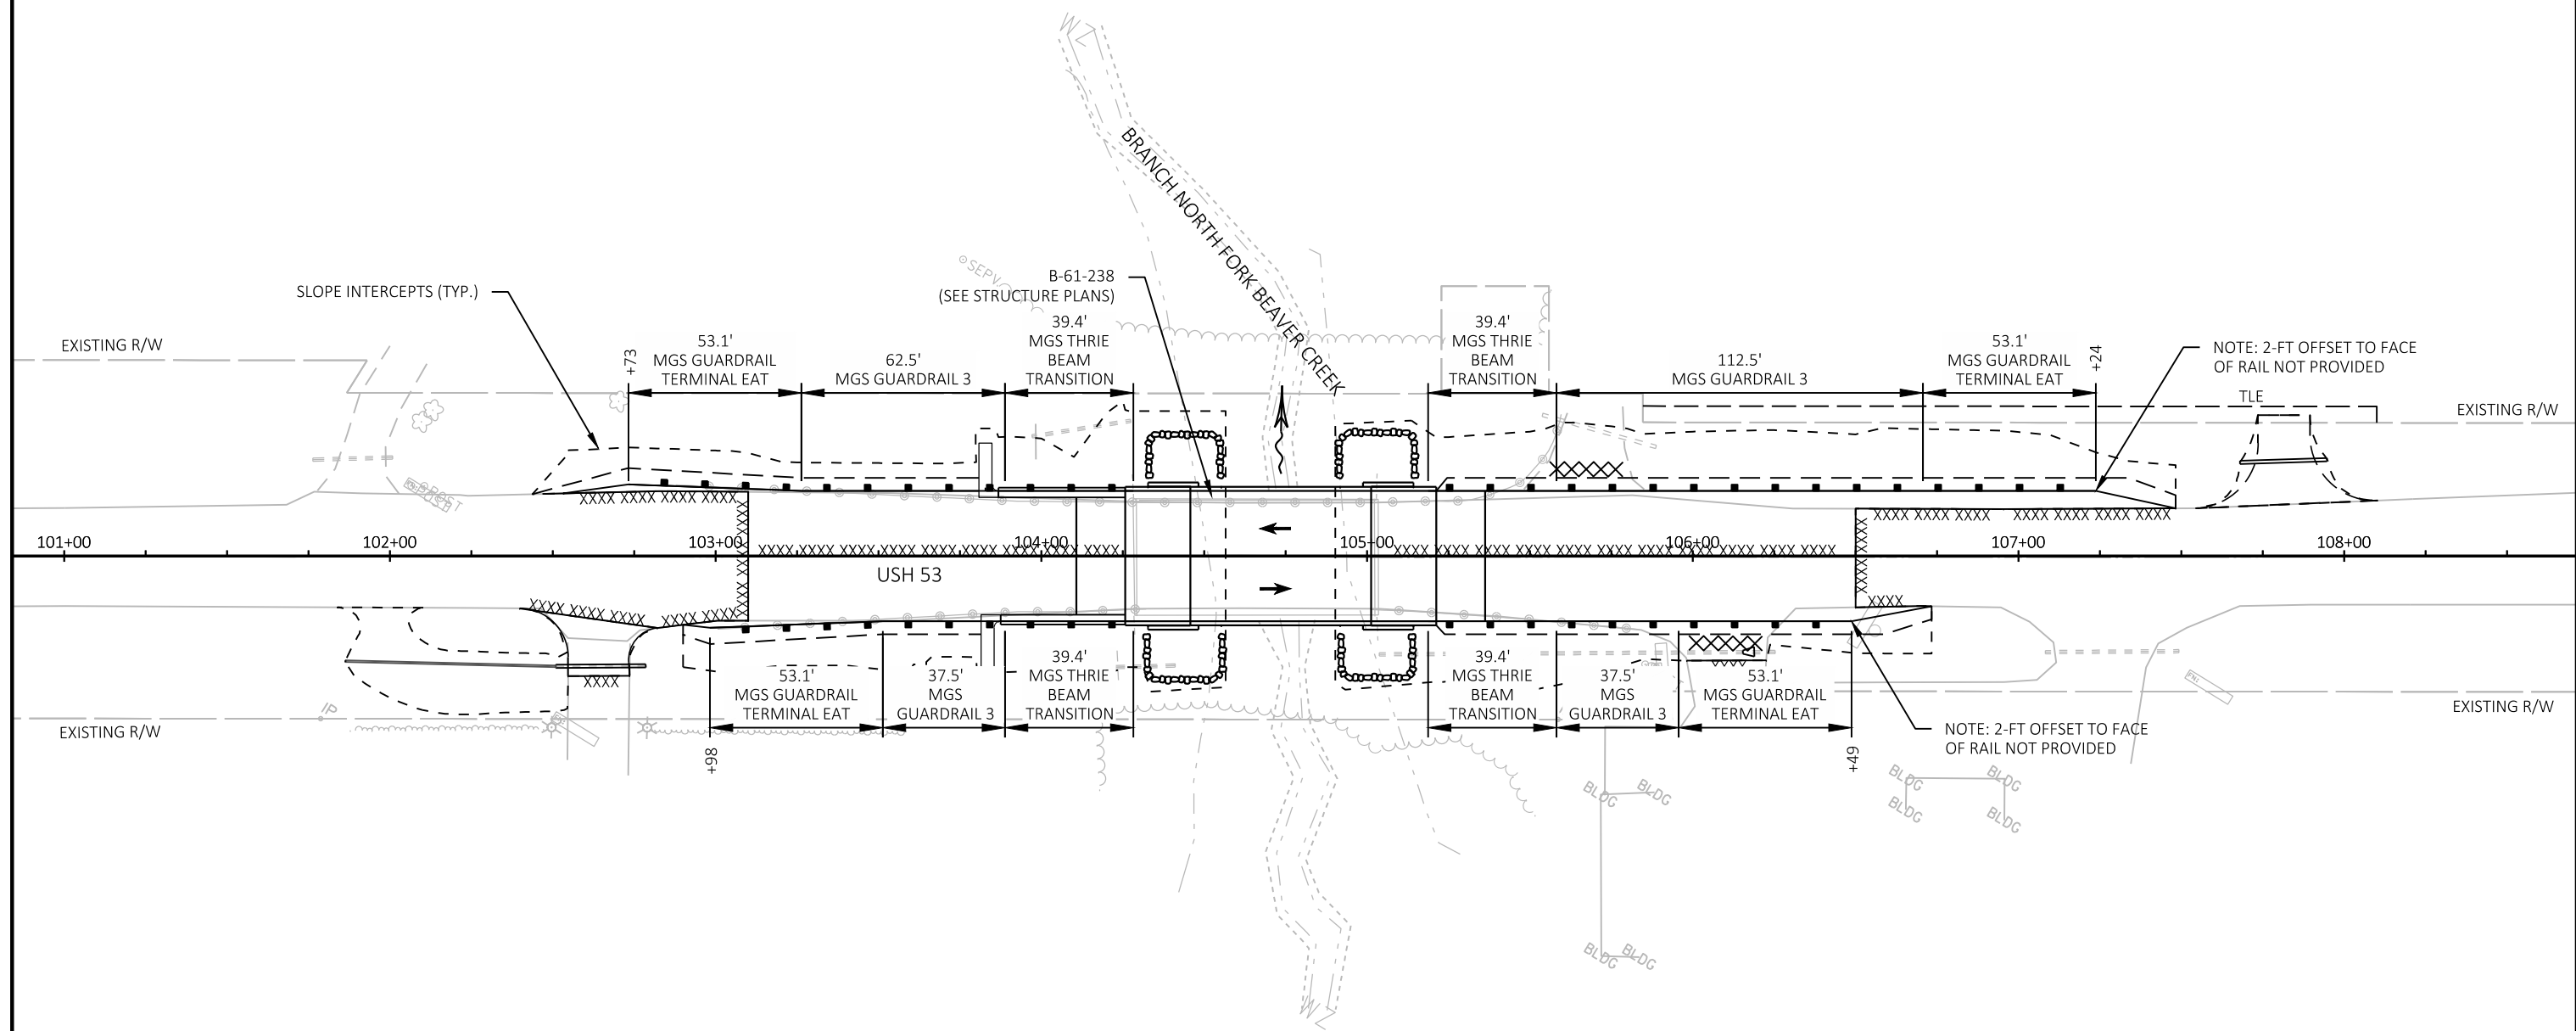 BRANCH NORTH FORK BEAVER CREEK
SEPV
B-61-238
(SEE STRUCTURE PLANS)
SLOPE INTERCEPTS (TYP.)
EXISTING R/W
+73
53.1'
MGS GUARDRAIL
TERMINAL EAT
62.5'
MGS GUARDRAIL 3
39.4'
MGS THRIE
BEAM
TRANSITION
39.4'
MGS THRIE
BEAM
TRANSITION
112.5'
MGS GUARDRAIL 3
53.1'
MGS GUARDRAIL
TERMINAL EAT
+24
NOTE: 2-FT OFFSET TO FACE
OF RAIL NOT PROVIDED
TLE
EXISTING R/W
101+00
102+00
103+00
104+00
105+00
106+00
107+00
108+00
USH 53
IP
EXISTING R/W
+98
53.1'
MGS GUARDRAIL
TERMINAL EAT
37.5'
MGS
GUARDRAIL 3
39.4'
MGS THRIE
BEAM
TRANSITION
39.4'
MGS THRIE
BEAM
TRANSITION
37.5'
MGS
GUARDRAIL 3
53.1'
MGS GUARDRAIL
TERMINAL EAT
+49
NOTE: 2-FT OFFSET TO FACE
OF RAIL NOT PROVIDED
EXISTING R/W
BLDG
BLDG
BLDG
BLDG
BLDG
BLDG
BLDG
BLDG